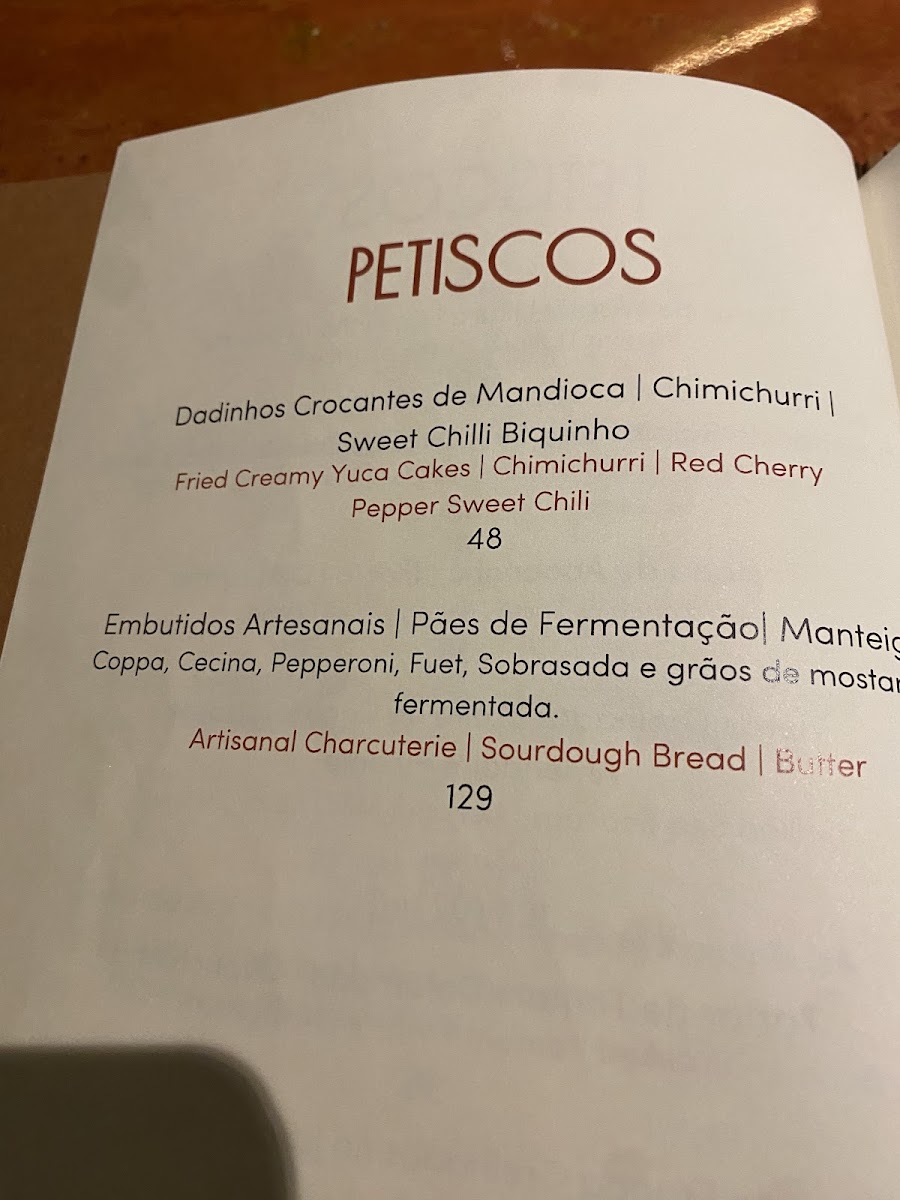 PETISCOS
Dadinhos Crocantes de Mandioca | Chimichurri |
Sweet Chilli Biquinho
Fried Creamy Yuca Cakes | Chimichurri | Red Cherry
Pepper Sweet Chili
48
Embutidos Artesanais | Pães de Fermentação| Manteig
Coppa, Cecina, Pepperoni, Fuet, Sobrasada e grãos de mostar
fermentada.
Artisanal Charcuterie | Sourdough Bread | Butter
129